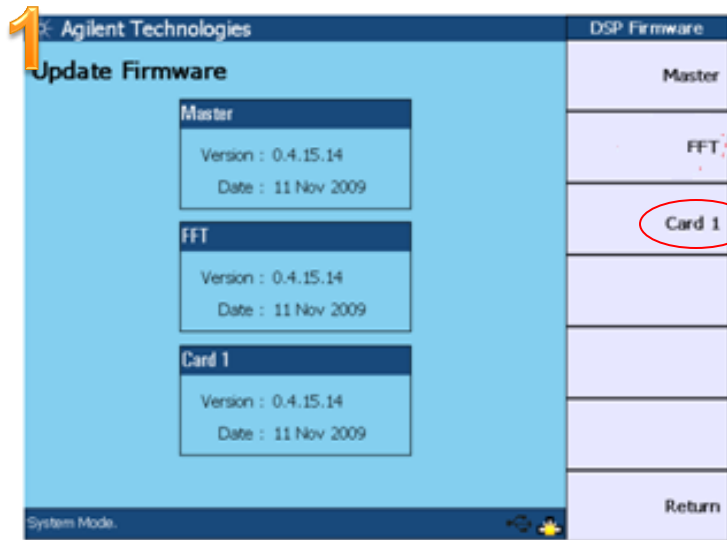 1
Agilent Technologies
DSP Firmware
Update Firmware
Master
Version : 0.4.15.14
Date : 11 Nov 2009
FFT
Version : 0.4.15.14
Date : 11 Nov 2009
Card 1
Version : 0.4.15.14
Date : 11 Nov 2009
Master
FFT
Card 1
Return
System Mode.